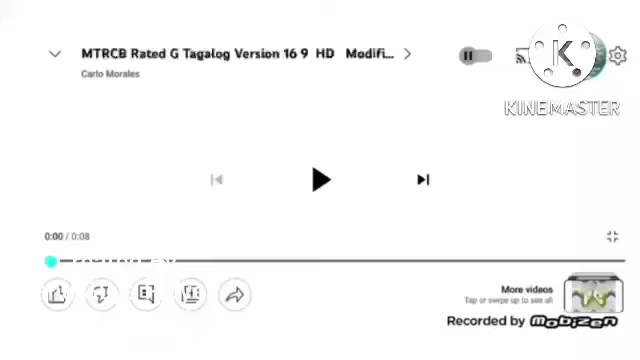 MTRCB Rated G Tagalog Version 16 9 HD Modifi...
Carlo Morales
K
KINEMASTER
0:00 / 0:08
More videos
Tap or swipe up to see all
Recorded by mobizen